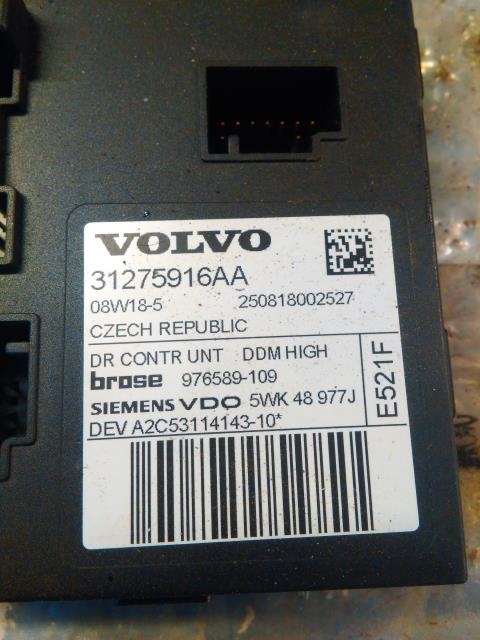 VOLVO
31275916AA
08W18-5 250818002527
CZECH REPUBLIC
DR CONTR UNT DDM HIGH
brose 976589-109
SIEMENS VDO 5WK 48 977J
DEV A2C53114143-10*
E521F